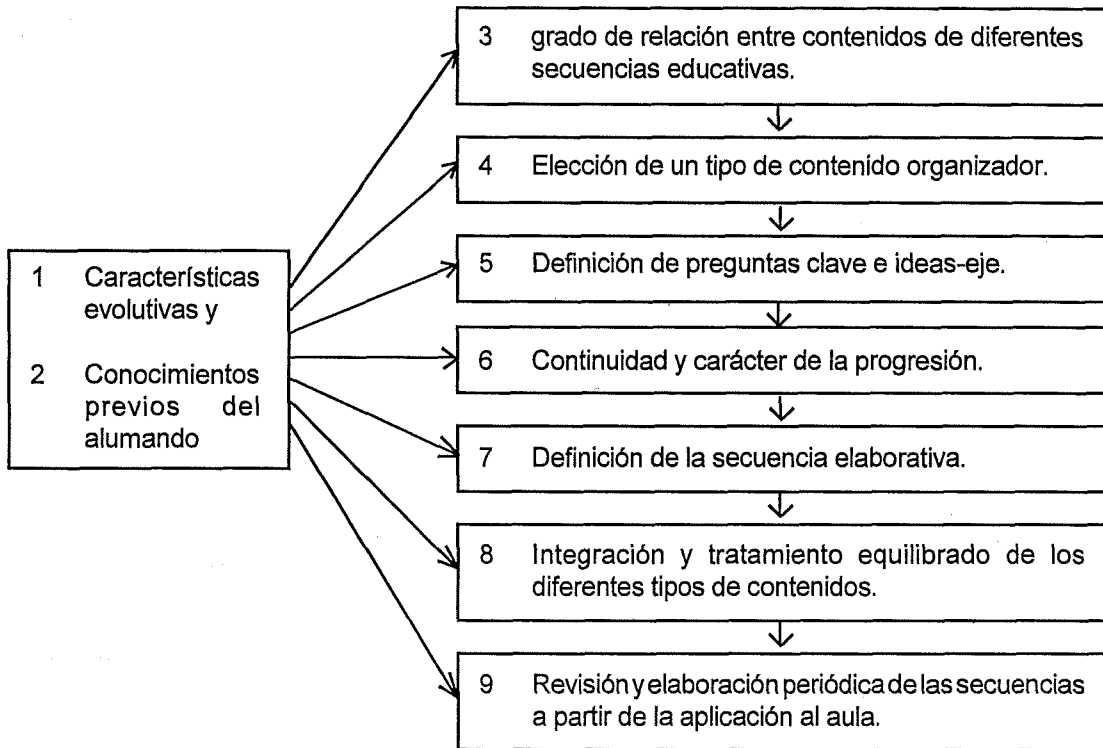 3 grado de relación entre contenidos de diferentes
secuencias educativas.
4 Elección de un tipo de contenido organizador.
1 Características
evolutivas y
2 Conocimientos
previos del
alumando
5 Definición de preguntas clave e ideas-eje.
6 Continuidad y carácter de la progresión.
7 Definición de la secuencia elaborativa.
8 Integración y tratamiento equilibrado de los
diferentes tipos de contenidos.
9 Revisión y elaboración periódica de las secuencias
a partir de la aplicación al aula.